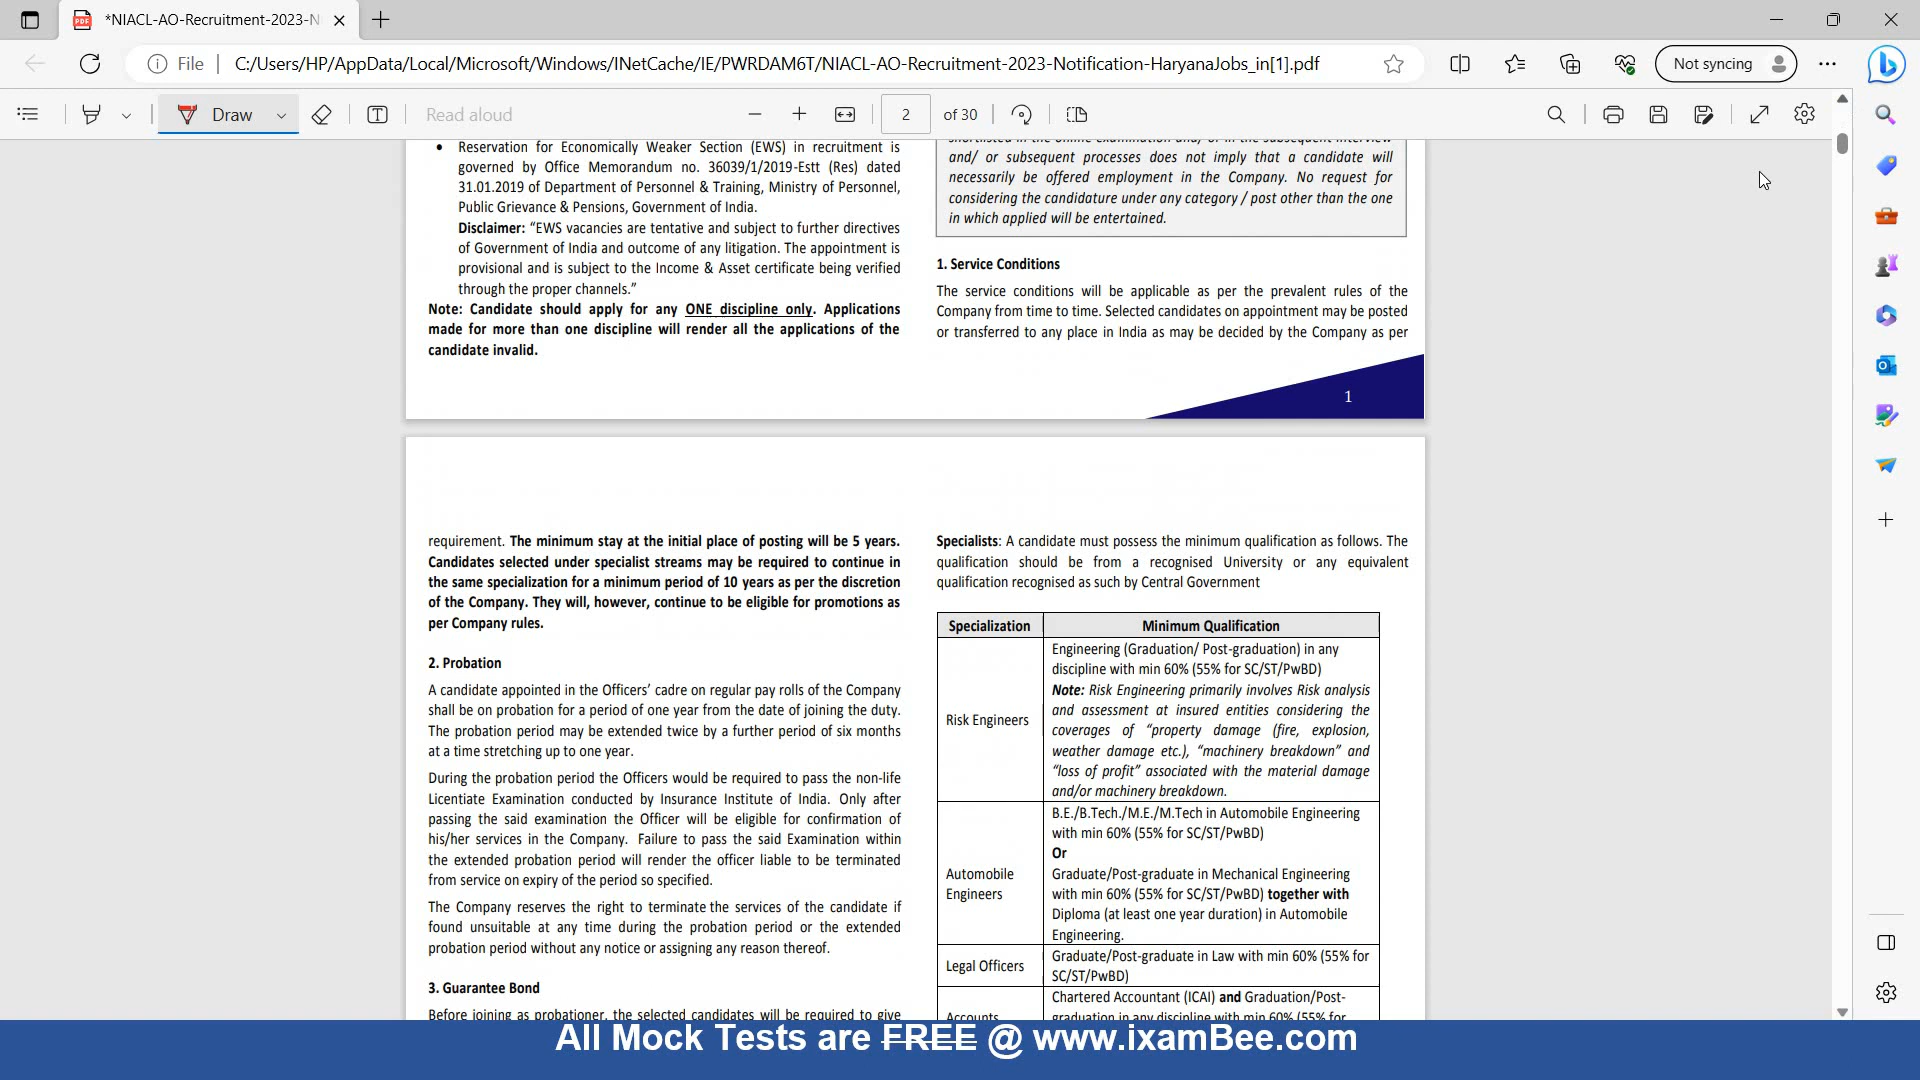 *NIACL-AO-Recruitment-2023-N
File
C:/Users/HP/AppData/Local/Microsoft/Windows/INetCache/IE/PWRDAM6T/NIACL-AO-Recruitment-2023-Notification-HaryanaJobs_in[1].pdf
Not syncing
Draw
Read aloud
2
of 30
• Reservation for Economically Weaker Section (EWS) in recruitment is
governed by Office Memorandum no. 36039/1/2019-Estt (Res) dated
31.01.2019 of Department of Personnel & Training, Ministry of Personnel,
Public Grievance & Pensions, Government of India.
Disclaimer: “EWS vacancies are tentative and subject to further directives
of Government of India and outcome of any litigation. The appointment is
provisional and is subject to the Income & Asset certificate being verified
through the proper channels.”
Note: Candidate should apply for any ONE discipline only. Applications
made for more than one discipline will render all the applications of the
candidate invalid.
shortlisted in the online examination and/ or in the subsequent interview
and/ or subsequent processes does not imply that a candidate will
necessarily be offered employment in the Company. No request for
considering the candidature under any category / post other than the one
in which applied will be entertained.
1. Service Conditions
The service conditions will be applicable as per the prevalent rules of the
Company from time to time. Selected candidates on appointment may be posted
or transferred to any place in India as may be decided by the Company as per
1
requirement. The minimum stay at the initial place of posting will be 5 years.
Candidates selected under specialist streams may be required to continue in
the same specialization for a minimum period of 10 years as per the discretion
of the Company. They will, however, continue to be eligible for promotions as
per Company rules.
2. Probation
A candidate appointed in the Officers’ cadre on regular pay rolls of the Company
shall be on probation for a period of one year from the date of joining the duty.
The probation period may be extended twice by a further period of six months
at a time stretching up to one year.
During the probation period the Officers would be required to pass the non-life
Licentiate Examination conducted by Insurance Institute of India. Only after
passing the said examination the Officer will be eligible for confirmation of
his/her services in the Company. Failure to pass the said Examination within
the extended probation period will render the officer liable to be terminated
from service on expiry of the period so specified.
The Company reserves the right to terminate the services of the candidate if
found unsuitable at any time during the probation period or the extended
probation period without any notice or assigning any reason thereof.
3. Guarantee Bond
Before joining as probationer, the selected candidates will be required to give
Specialists: A candidate must possess the minimum qualification as follows. The
qualification should be from a recognised University or any equivalent
qualification recognised as such by Central Government
Specialization
Minimum Qualification
Risk Engineers
Engineering (Graduation/ Post-graduation) in any
discipline with min 60% (55% for SC/ST/PwBD)
Note: Risk Engineering primarily involves Risk analysis
and assessment at insured entities considering the
coverages of “property damage (fire, explosion,
weather damage etc.), “machinery breakdown” and
“loss of profit” associated with the material damage
and/or machinery breakdown.
Automobile
Engineers
B.E./B.Tech./M.E./M.Tech in Automobile Engineering
with min 60% (55% for SC/ST/PwBD)
Or
Graduate/Post-graduate in Mechanical Engineering
with min 60% (55% for SC/ST/PwBD) together with
Diploma (at least one year duration) in Automobile
Engineering.
Legal Officers
Graduate/Post-graduate in Law with min 60% (55% for
SC/ST/PwBD)
Accounts
Chartered Accountant (ICAI) and Graduation/Post-
graduation in any discipline with min 60% (55% for
All Mock Tests are FREE @ www.ixamBee.com